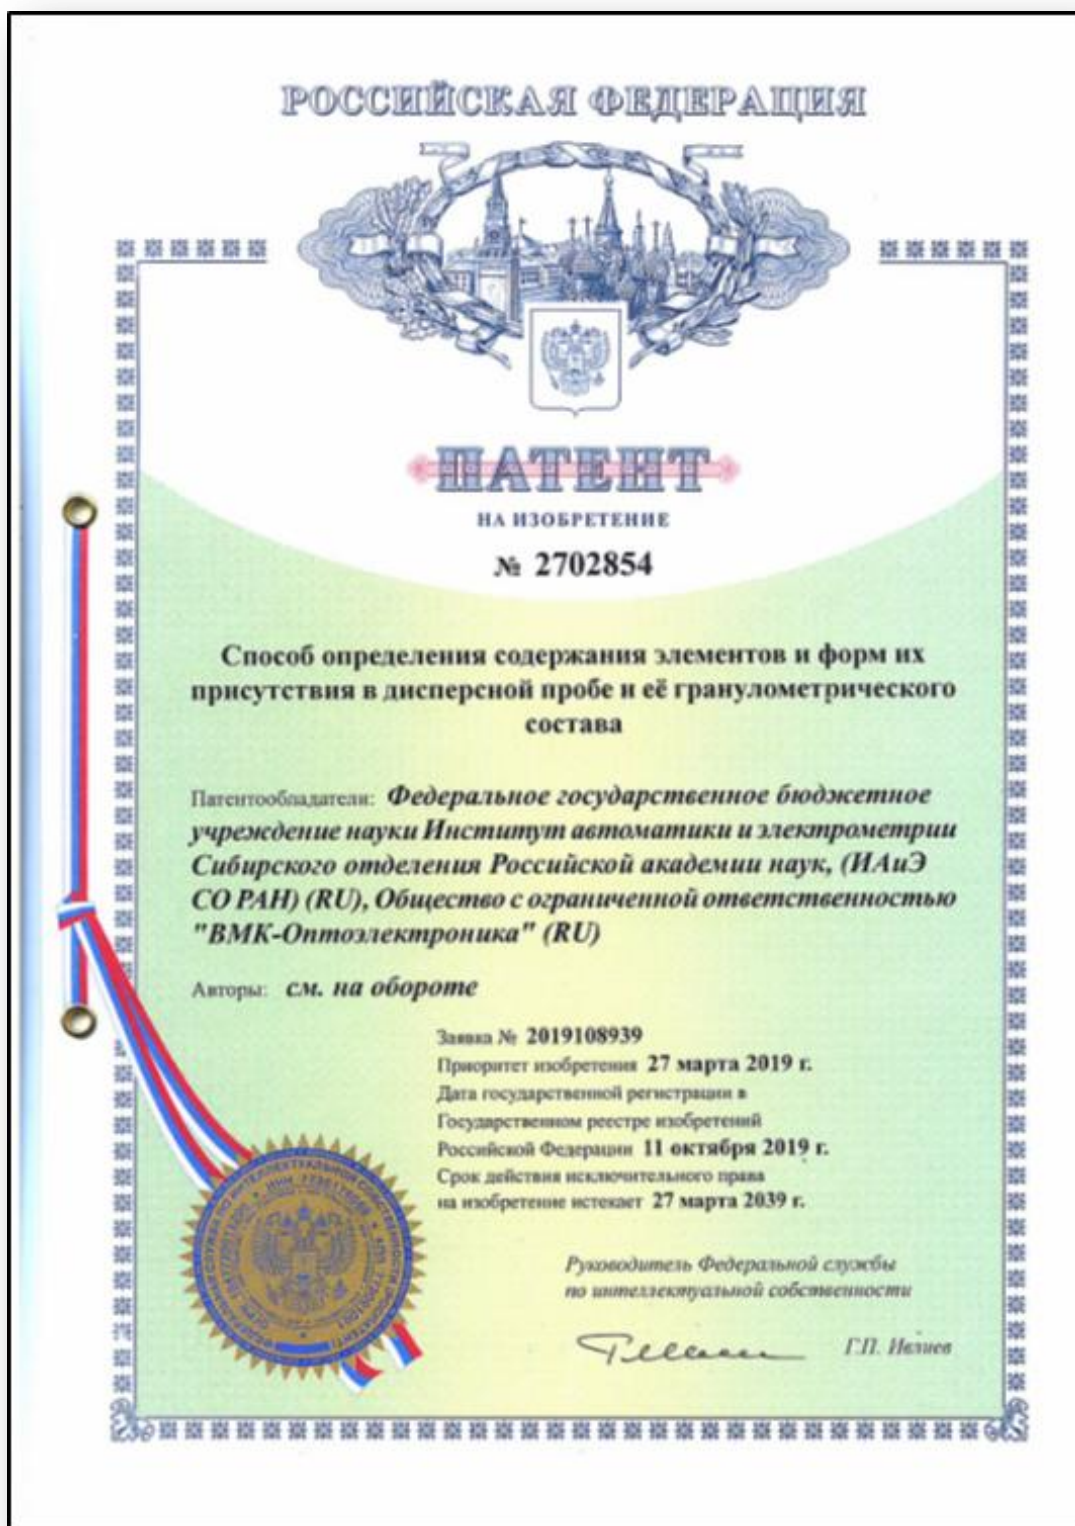 РОССИЙСКАЯ ФЕДЕРАЦИЯ
ПАТЕНТ
НА ИЗОБРЕТЕНИЕ
№ 2702854
Способ определения содержания элементов и форм их
присутствия в дисперсной пробе и её гранулометрического
состава
Патентообладатели: Федеральное государственное бюджетное
учреждение науки Институт автоматики и электрометрии
Сибирского отделения Российской академии наук, (ИАиЭ
СО РАН) (RU), Общество с ограниченной ответственностью
"ВМК-Оптоэлектроника" (RU)
Авторы: см. на обороте
Заявка № 2019108939
Приоритет изобретения 27 марта 2019 г.
Дата государственной регистрации в
Государственном реестре изобретений
Российской Федерации 11 октября 2019 г.
Срок действия исключительного права
на изобретение истекает 27 марта 2039 г.
Руководитель Федеральной службы
по интеллектуальной собственности
Г.П. Ивлиев